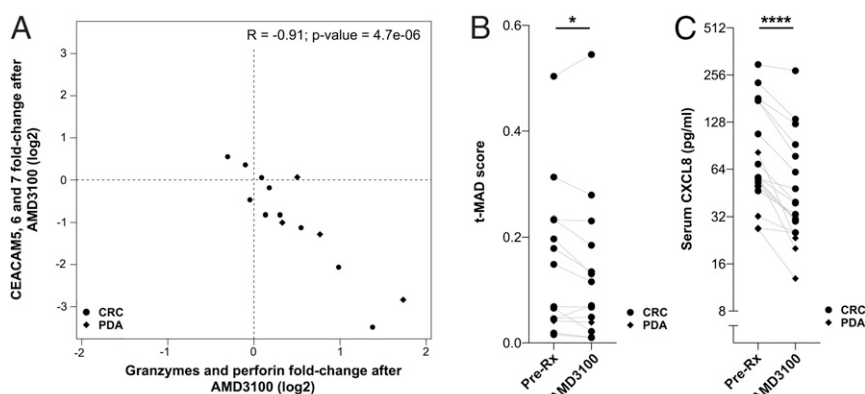 A
R = -0.91; p-value = 4.7e-06
CEACAM5, 6 and 7 fold-change after
AMD3100 (log2)
3
2
1
0
-1
-2
-3
-2
-1
0
1
2
CRC
PDA
Granzymes and perforin fold-change after
AMD3100 (log2)
B
*
t-MAD score
0.6
0.4
0.2
0.0
Pre-Rx
AMD3100
CRC
PDA
C
****
Serum CXCL8 (pg/ml)
512
256
128
64
32
16
8
Pre-Rx
AMD3100
CRC
PDA